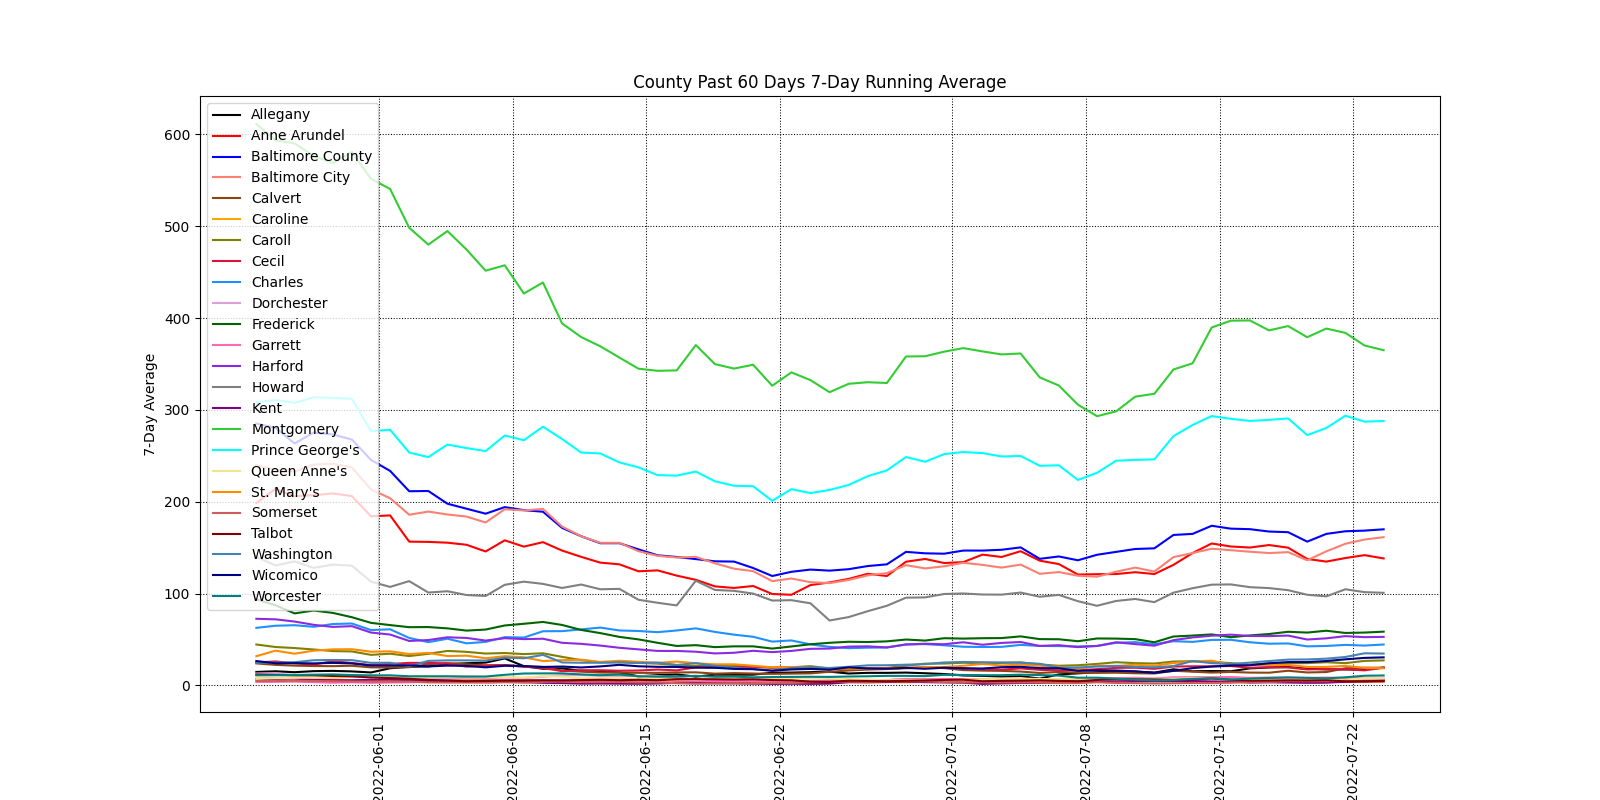 County Past 60 Days 7-Day Running Average
7-Day Average
600
500
400
300
200
100
0
Allegany
Anne Arundel
Baltimore County
Baltimore City
Calvert
Caroline
Caroll
Cecil
Charles
Dorchester
Frederick
Garrett
Harford
Howard
Kent
Montgomery
Prince George's
Queen Anne's
St. Mary's
Somerset
Talbot
Washington
Wicomico
Worcester
2022-06-01
2022-06-08
2022-06-15
2022-06-22
2022-07-01
2022-07-08
2022-07-15
2022-07-22